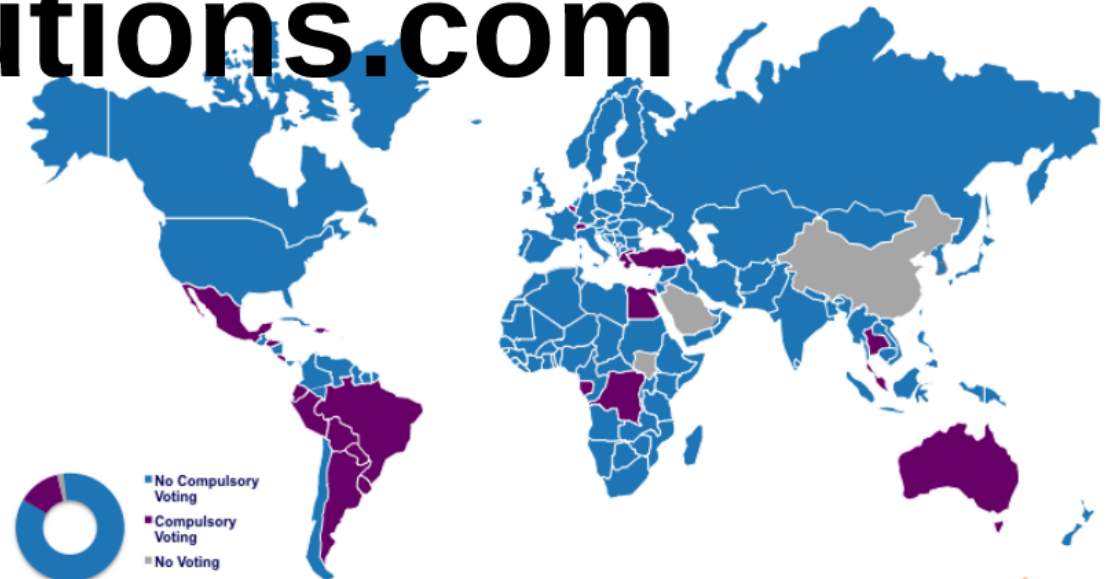 utions.com
No Compulsory
Voting
Compulsory
Voting
No Voting